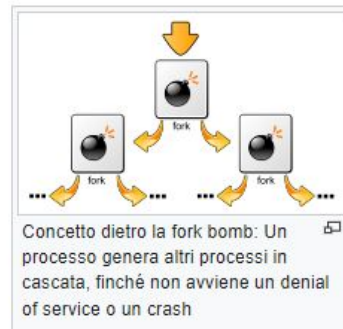 fork
fork
fork
... ... ... ...
Concetto dietro la fork bomb: Un
processo genera altri processi in
cascata, finché non avviene un denial
of service o un crash